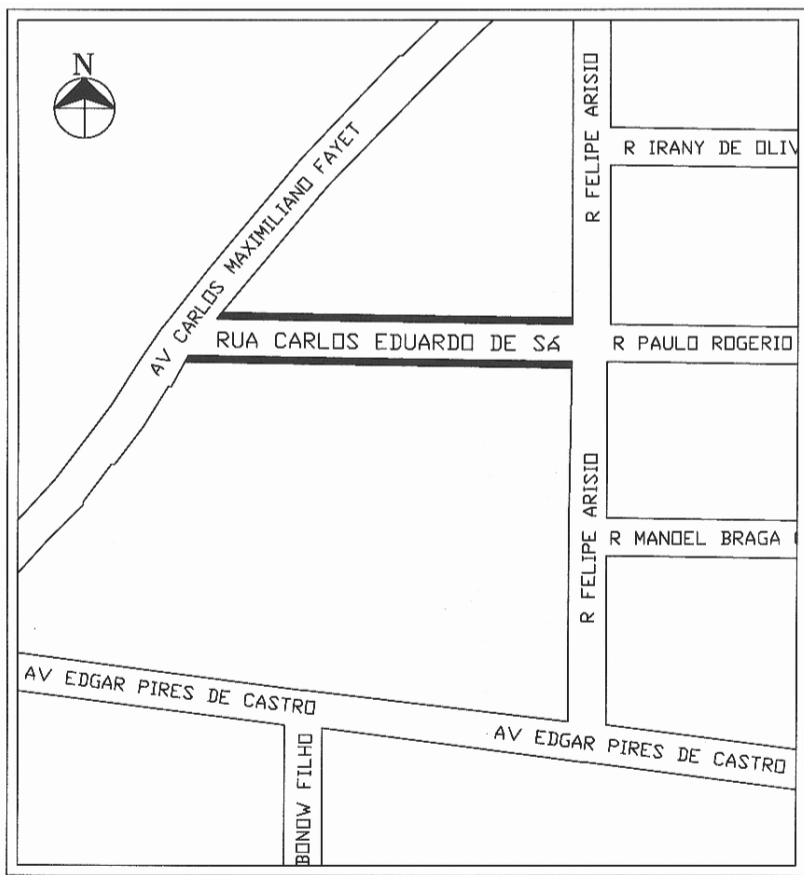 N
R FELIPE ARISIO
R IRANY DE
AV CARLOS MAXIMILIANO FAYET
RUA CARLOS EDUARDO DE SÁ
R PAULO ROGERIO
R FELIPE ARISIO
R MANOEL BRAGA
AV EDGAR PIRES DE CASTRO
AV EDGAR PIRES DE CASTRO
BONOW FILHO